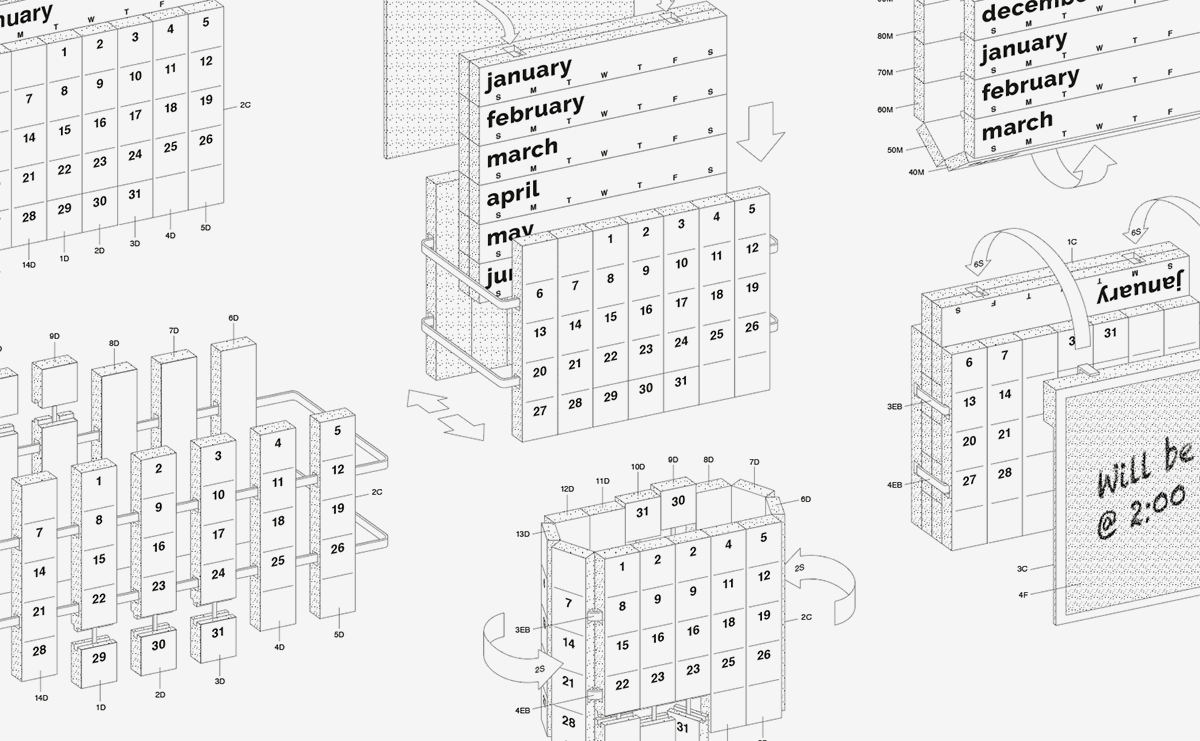 nuary
M T W T F
1 2 3 4 5
7 8 9 10 11 12
14 15 16 17 18 19
21 22 23 24 25 26
28 29 30 31
2C
14D 1D 2D 3D 4D 5D
january
S M T W T F S
february
S M T W T F S
march
S M T W T F S
april
S M T W T F S
may
jun
S
1 2 3 4 5
6 7 8 9 10 11 12
13 14 15 16 17 18 19
20 21 22 23 24 25 26
27 28 29 30 31
80M
70M
60M
50M
40M
decembe
S M T W T F
january
S M T W T F
february
S M T W T F
march
S M T W T F
9D 8D 7D 6D
1 2 3 4 5
7 8 9 10 11 12
14 15 16 17 18 19
21 22 23 24 25 26
28 29 30 31
2C
14D 1D 2D 3D 4D 5D
13D 12D 11D 10D 9D 8D 7D 6D
31 30
1 2 2 4 5
7 8 9 9 11 12
14 15 16 16 18 19
21 22 23 23 25 26
28 31
2S
2S
2C
3EB
4EB
6S
6S
1C
january
S M T T F S
6 7 3 31
13 14
20 21
27 28
3EB
4EB
3C
4F
Will be
@ 2:00